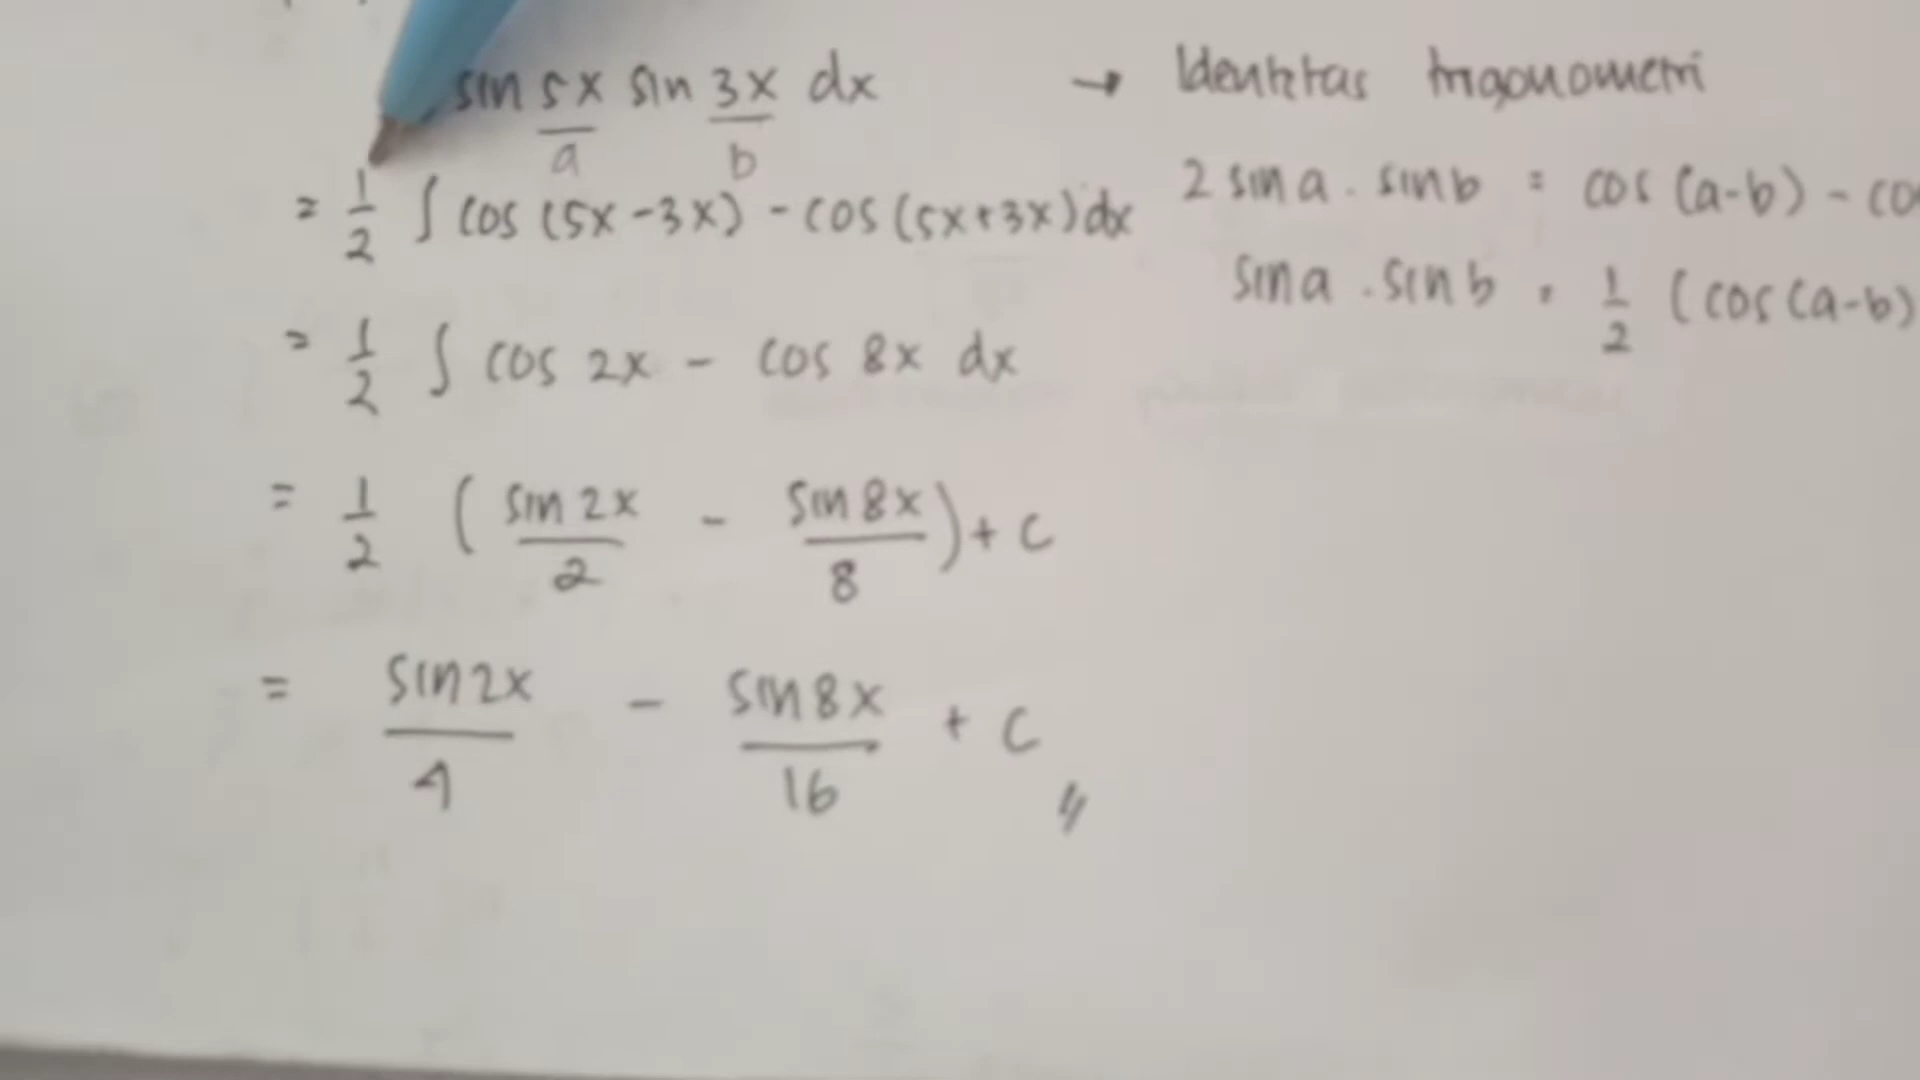 sin 5x sin 3x dx → Identitas trigonometri
a b
= 1/2 ∫ cos (5x - 3x) - cos (5x + 3x) dx
2 sin a . sin b = cos (a-b) - co
= 1/2 ∫ cos 2x - cos 8x dx
sin a . sin b = 1/2 (cos (a-b)
= 1/2 ( sin 2x / 2 - sin 8x / 8 ) + c
= sin 2x / 4 - sin 8x / 16 + c //